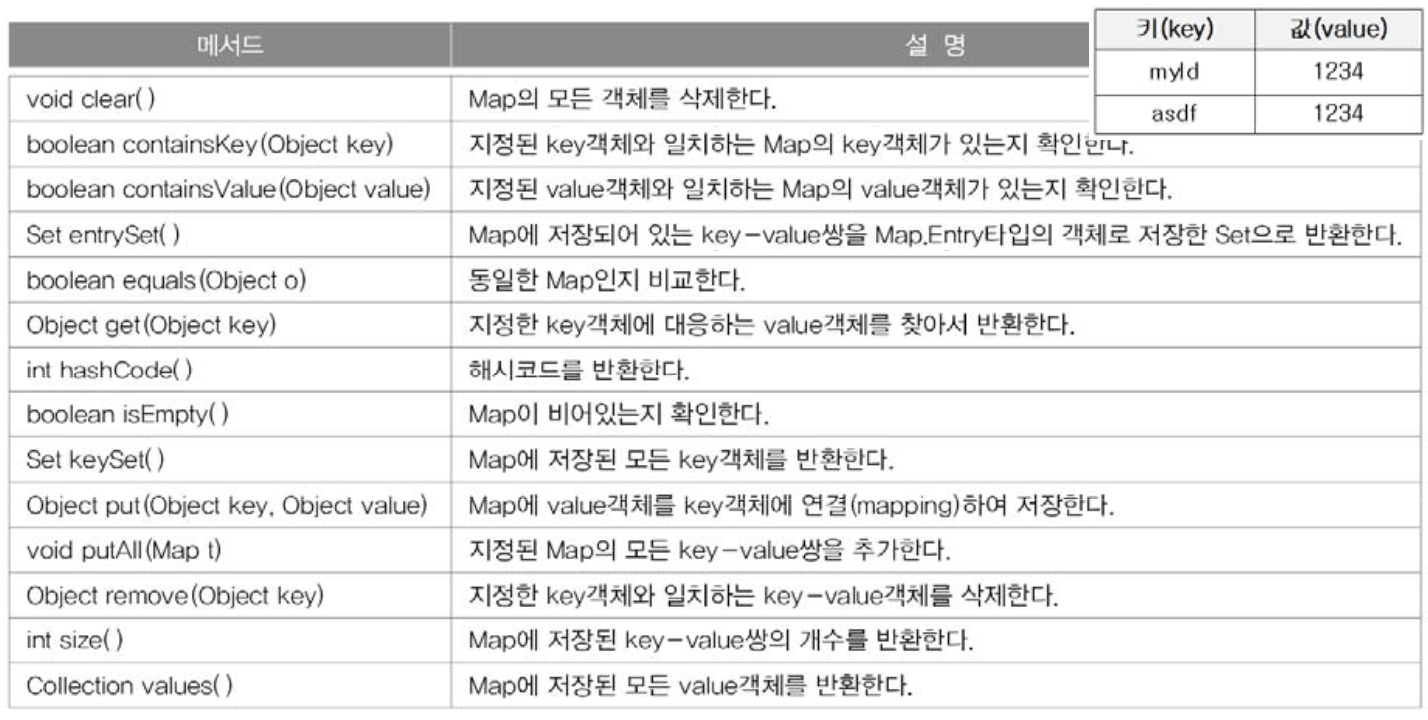 메서드 설 명
void clear( ) Map의 모든 객체를 삭제한다.
boolean containsKey(Object key) 지정된 key객체와 일치하는 Map의 key객체가 있는지 확인한다.
boolean containsValue(Object value) 지정된 value객체와 일치하는 Map의 value객체가 있는지 확인한다.
Set entrySet( ) Map에 저장되어 있는 key-value쌍을 Map.Entry타입의 객체로 저장한 Set으로 반환한다.
boolean equals(Object o) 동일한 Map인지 비교한다.
Object get(Object key) 지정한 key객체에 대응하는 value객체를 찾아서 반환한다.
int hashCode( ) 해시코드를 반환한다.
boolean isEmpty( ) Map이 비어있는지 확인한다.
Set keySet( ) Map에 저장된 모든 key객체를 반환한다.
Object put(Object key, Object value) Map에 value객체를 key객체에 연결(mapping)하여 저장한다.
void putAll(Map t) 지정된 Map의 모든 key-value쌍을 추가한다.
Object remove(Object key) 지정한 key객체와 일치하는 key-value객체를 삭제한다.
int size( ) Map에 저장된 key-value쌍의 개수를 반환한다.
Collection values( ) Map에 저장된 모든 value객체를 반환한다.
키(key) 값(value)
myId 1234
asdf 1234